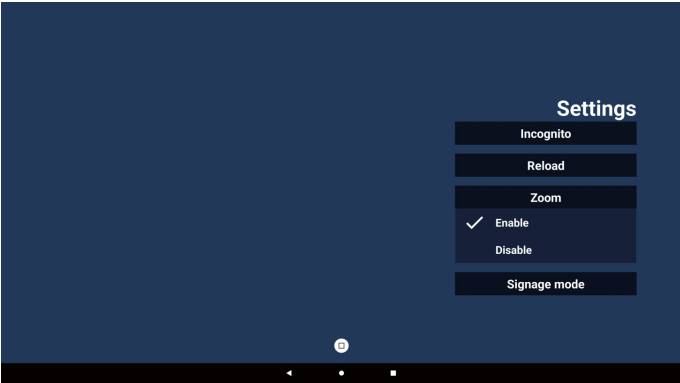 Settings
Incognito
Reload
Zoom
Enable
Disable
Signage mode